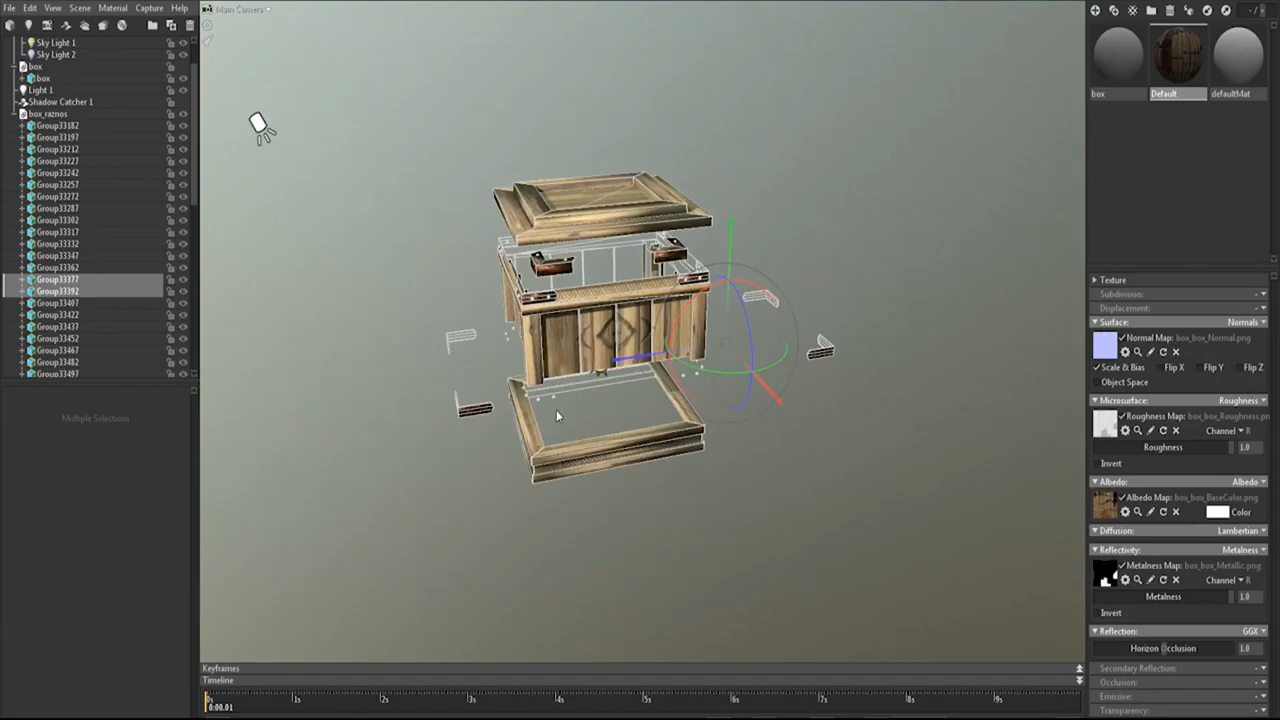 File Edit View Scene Material Capture Help
Main Camera
Sky Light 1
Sky Light 2
box
box
Light 1
Shadow Catcher 1
box_raznos
Group33182
Group33197
Group33212
Group33227
Group33242
Group33257
Group33272
Group33287
Group33302
Group33317
Group33332
Group33347
Group33362
Group33377
Group33392
Group33407
Group33422
Group33437
Group33452
Group33467
Group33482
Group33497
Multiple Selections
Keyframes
Timeline
0:00.01
1s 2s 3s 4s 5s 6s 7s 8s 9s
box Default defaultMat
Texture
Subdivision:
Displacement:
Surface: Normals
Normal Map: box_box_Normal.png
Scale & Bias Flip X Flip Y Flip Z
Object Space
Microsurface: Roughness
Roughness Map: box_box_Roughness.pn
Channel R
Roughness 1.0
Invert
Albedo: Albedo
Albedo Map: box_box_BaseColor.png
Color
Diffusion: Lambertian
Reflectivity: Metalness
Metalness Map: box_box_Metallic.png
Channel R
Metalness 1.0
Invert
Reflection: GGX
Horizon Occlusion 1.0
Secondary Reflection:
Occlusion:
Emissive:
Transparency: